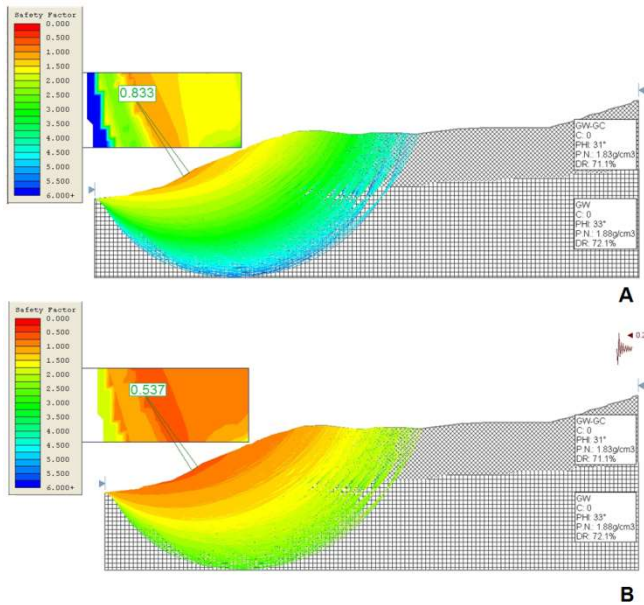 Safety Factor
0.000
0.500
1.000
1.500
2.000
2.500
3.000
3.500
4.000
4.500
5.000
5.500
6.000+
0.833
GW-GC
C: 0
PHI: 31°
P.N.: 1.83g/cm3
DR: 71.1%
GW
C: 0
PHI: 33°
P.N.: 1.88g/cm3
DR: 72.1%
A
Safety Factor
0.000
0.500
1.000
1.500
2.000
2.500
3.000
3.500
4.000
4.500
5.000
5.500
6.000+
0.537
GW-GC
C: 0
PHI: 31°
P.N.: 1.83g/cm3
DR: 71.1%
GW
C: 0
PHI: 33°
P.N.: 1.88g/cm3
DR: 72.1%
B